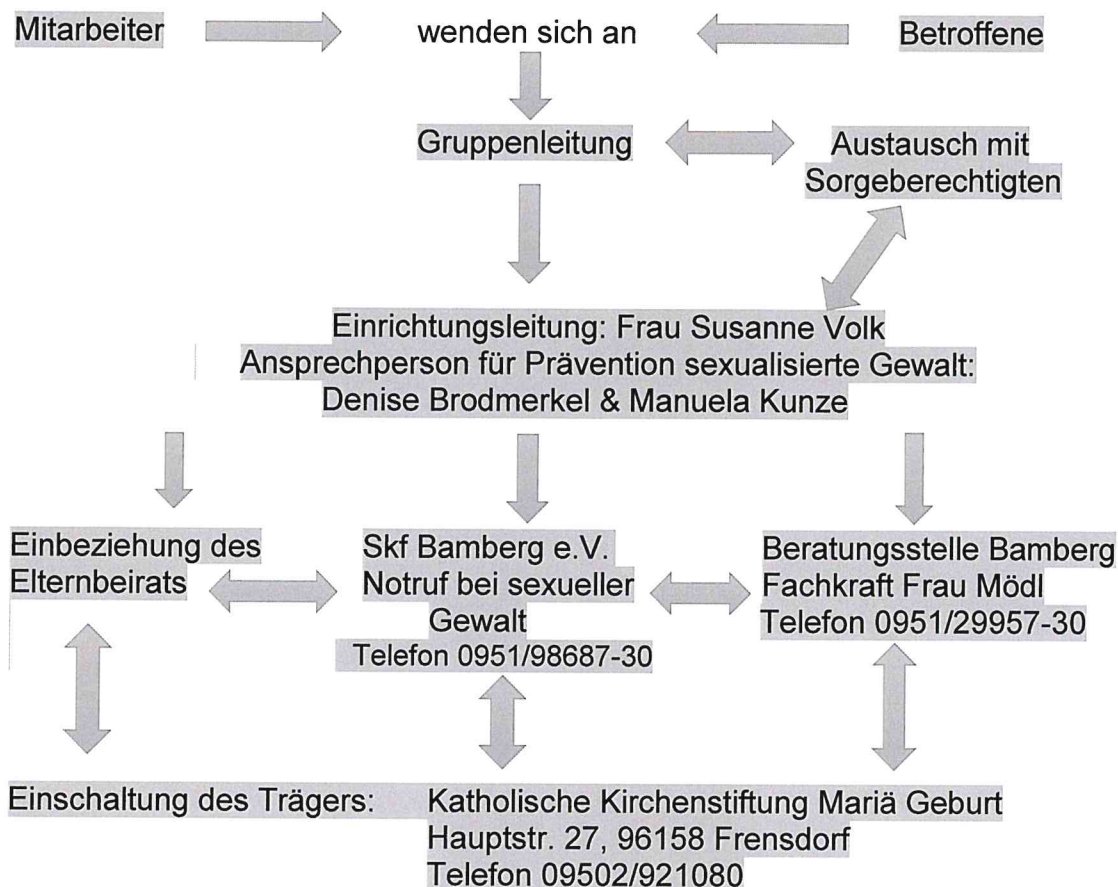 Mitarbeiter wenden sich an Betroffene
Gruppenleitung
Austausch mit
Sorgeberechtigten
Einrichtungsleitung: Frau Susanne Volk
Ansprechperson für Prävention sexualisierte Gewalt:
Denise Brodmerkel & Manuela Kunze
Einbeziehung des
Elternbeirats
Skf Bamberg e.V.
Notruf bei sexueller
Gewalt
Telefon 0951/98687-30
Beratungsstelle Bamberg
Fachkraft Frau Mödl
Telefon 0951/29957-30
Einschaltung des Trägers: Katholische Kirchenstiftung Mariä Geburt
Hauptstr. 27, 96158 Frensdorf
Telefon 09502/921080